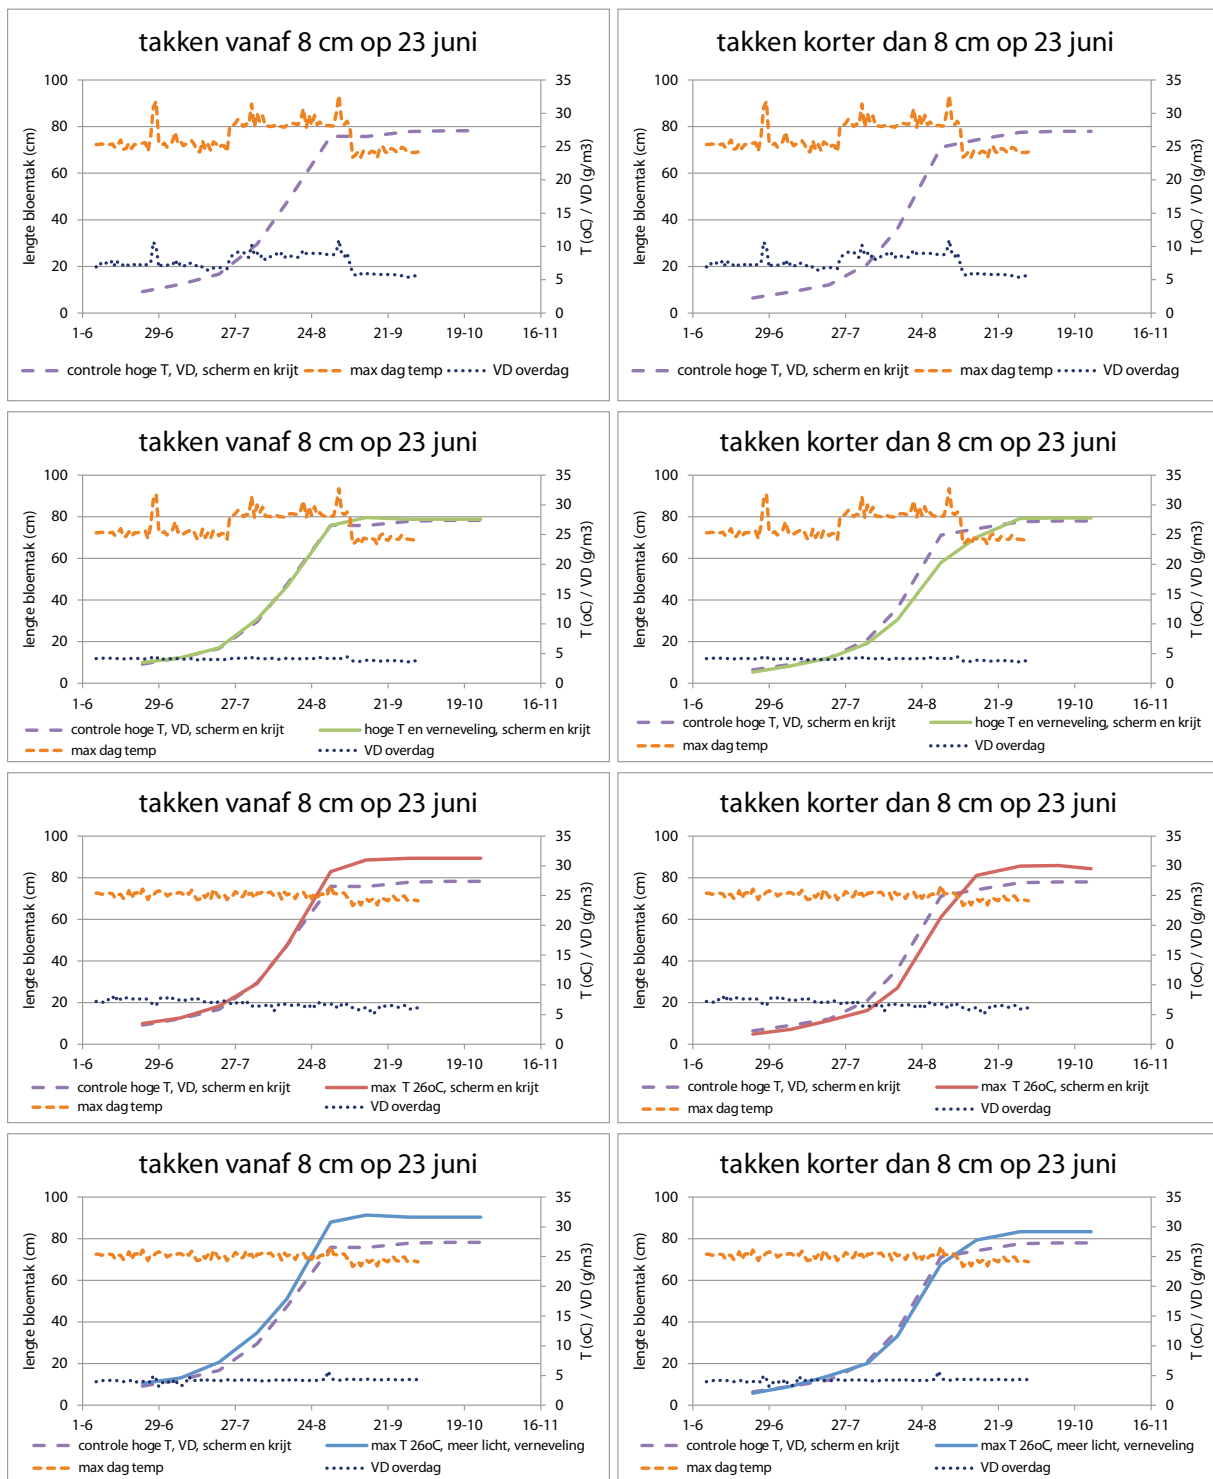 takken vanaf 8 cm op 23 juni
lengte bloemtak (cm)
100
80
60
40
20
0
35
30
25
20
15
10
5
0
T (oC) / VD (g/m3)
1-6 29-6 27-7 24-8 21-9 19-10 16-11
controle hoge T, VD, scherm en krijt max dag temp VD overdag
takken korter dan 8 cm op 23 juni
lengte bloemtak (cm)
100
80
60
40
20
0
35
30
25
20
15
10
5
0
T (oC) / VD (g/m3)
1-6 29-6 27-7 24-8 21-9 19-10 16-11
controle hoge T, VD, scherm en krijt max dag temp VD overdag
takken vanaf 8 cm op 23 juni
lengte bloemtak (cm)
100
80
60
40
20
0
35
30
25
20
15
10
5
0
T (oC) / VD (g/m3)
1-6 29-6 27-7 24-8 21-9 19-10 16-11
controle hoge T, VD, scherm en krijt hoge T en verneveling, scherm en krijt
max dag temp VD overdag
takken korter dan 8 cm op 23 juni
lengte bloemtak (cm)
100
80
60
40
20
0
35
30
25
20
15
10
5
0
T (oC) / VD (g/m3)
1-6 29-6 27-7 24-8 21-9 19-10 16-11
controle hoge T, VD, scherm en krijt hoge T en verneveling, scherm en krijt
max dag temp VD overdag
takken vanaf 8 cm op 23 juni
lengte bloemtak (cm)
100
80
60
40
20
0
35
30
25
20
15
10
5
0
T (oC) / VD (g/m3)
1-6 29-6 27-7 24-8 21-9 19-10 16-11
controle hoge T, VD, scherm en krijt max T 26oC, scherm en krijt
max dag temp VD overdag
takken korter dan 8 cm op 23 juni
lengte bloemtak (cm)
100
80
60
40
20
0
35
30
25
20
15
10
5
0
T (oC) / VD (g/m3)
1-6 29-6 27-7 24-8 21-9 19-10 16-11
controle hoge T, VD, scherm en krijt max T 26oC, scherm en krijt
max dag temp VD overdag
takken vanaf 8 cm op 23 juni
lengte bloemtak (cm)
100
80
60
40
20
0
35
30
25
20
15
10
5
0
T (oC) / VD (g/m3)
1-6 29-6 27-7 24-8 21-9 19-10 16-11
controle hoge T, VD, scherm en krijt max T 26oC, meer licht, verneveling
max dag temp VD overdag
takken korter dan 8 cm op 23 juni
lengte bloemtak (cm)
100
80
60
40
20
0
35
30
25
20
15
10
5
0
T (oC) / VD (g/m3)
1-6 29-6 27-7 24-8 21-9 19-10 16-11
controle hoge T, VD, scherm en krijt max T 26oC, meer licht, verneveling
max dag temp VD overdag